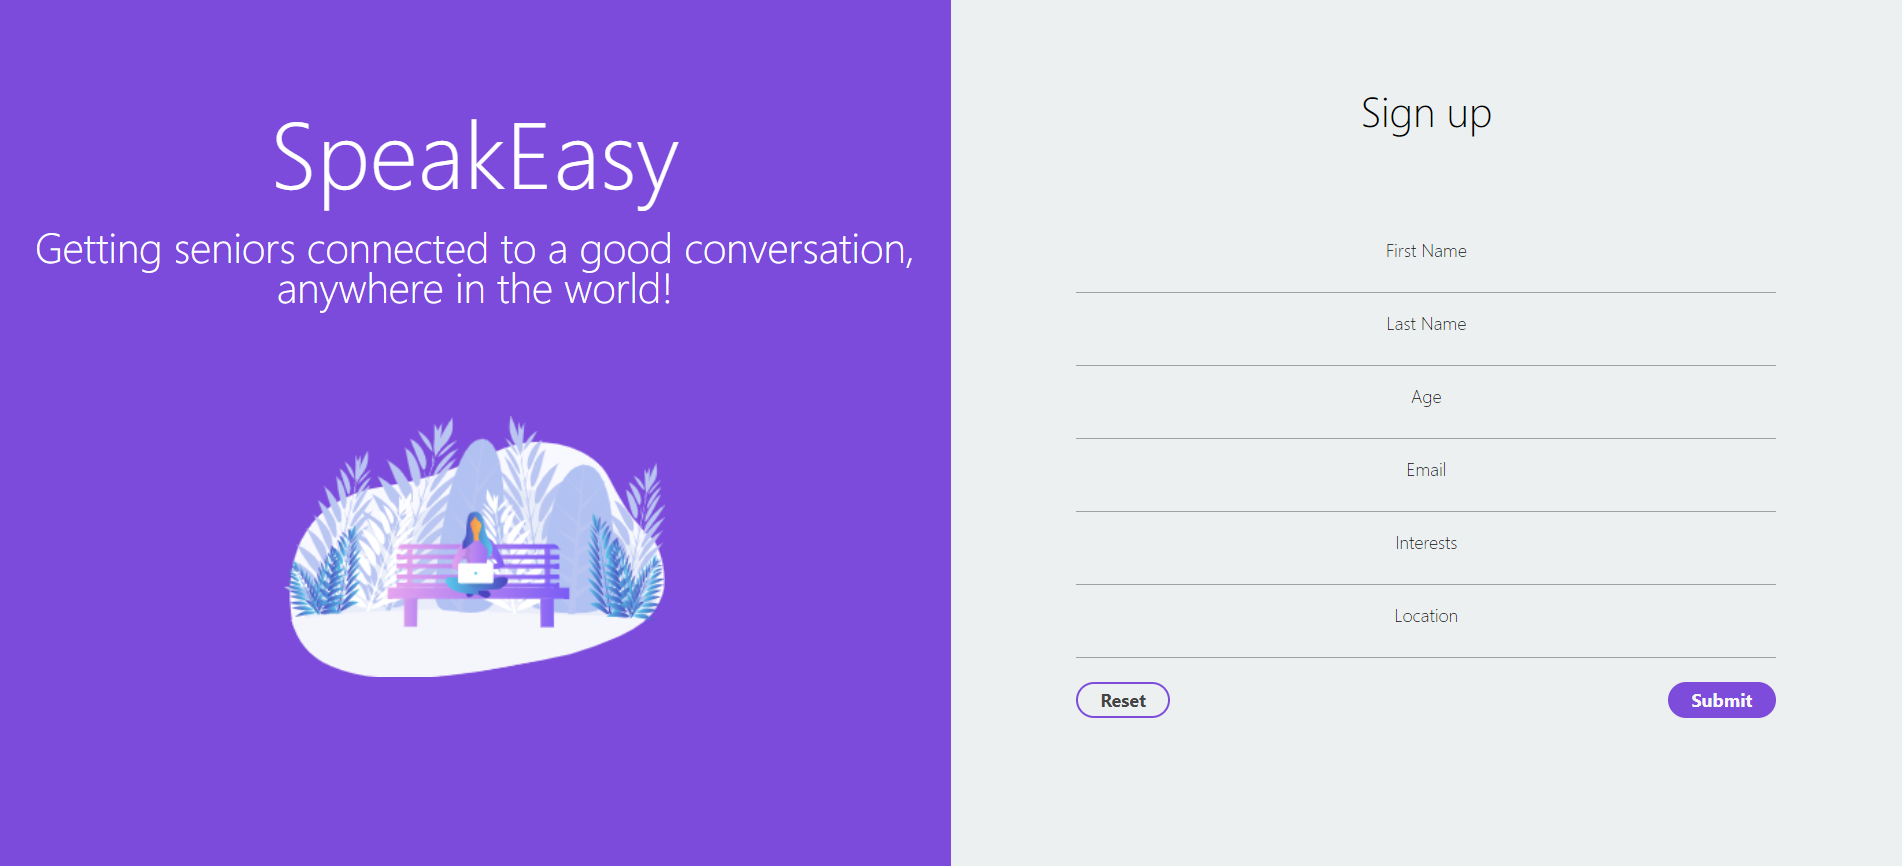 SpeakEasy
Getting seniors connected to a good conversation,
anywhere in the world!
Sign up
First Name
Last Name
Age
Email
Interests
Location
Reset
Submit